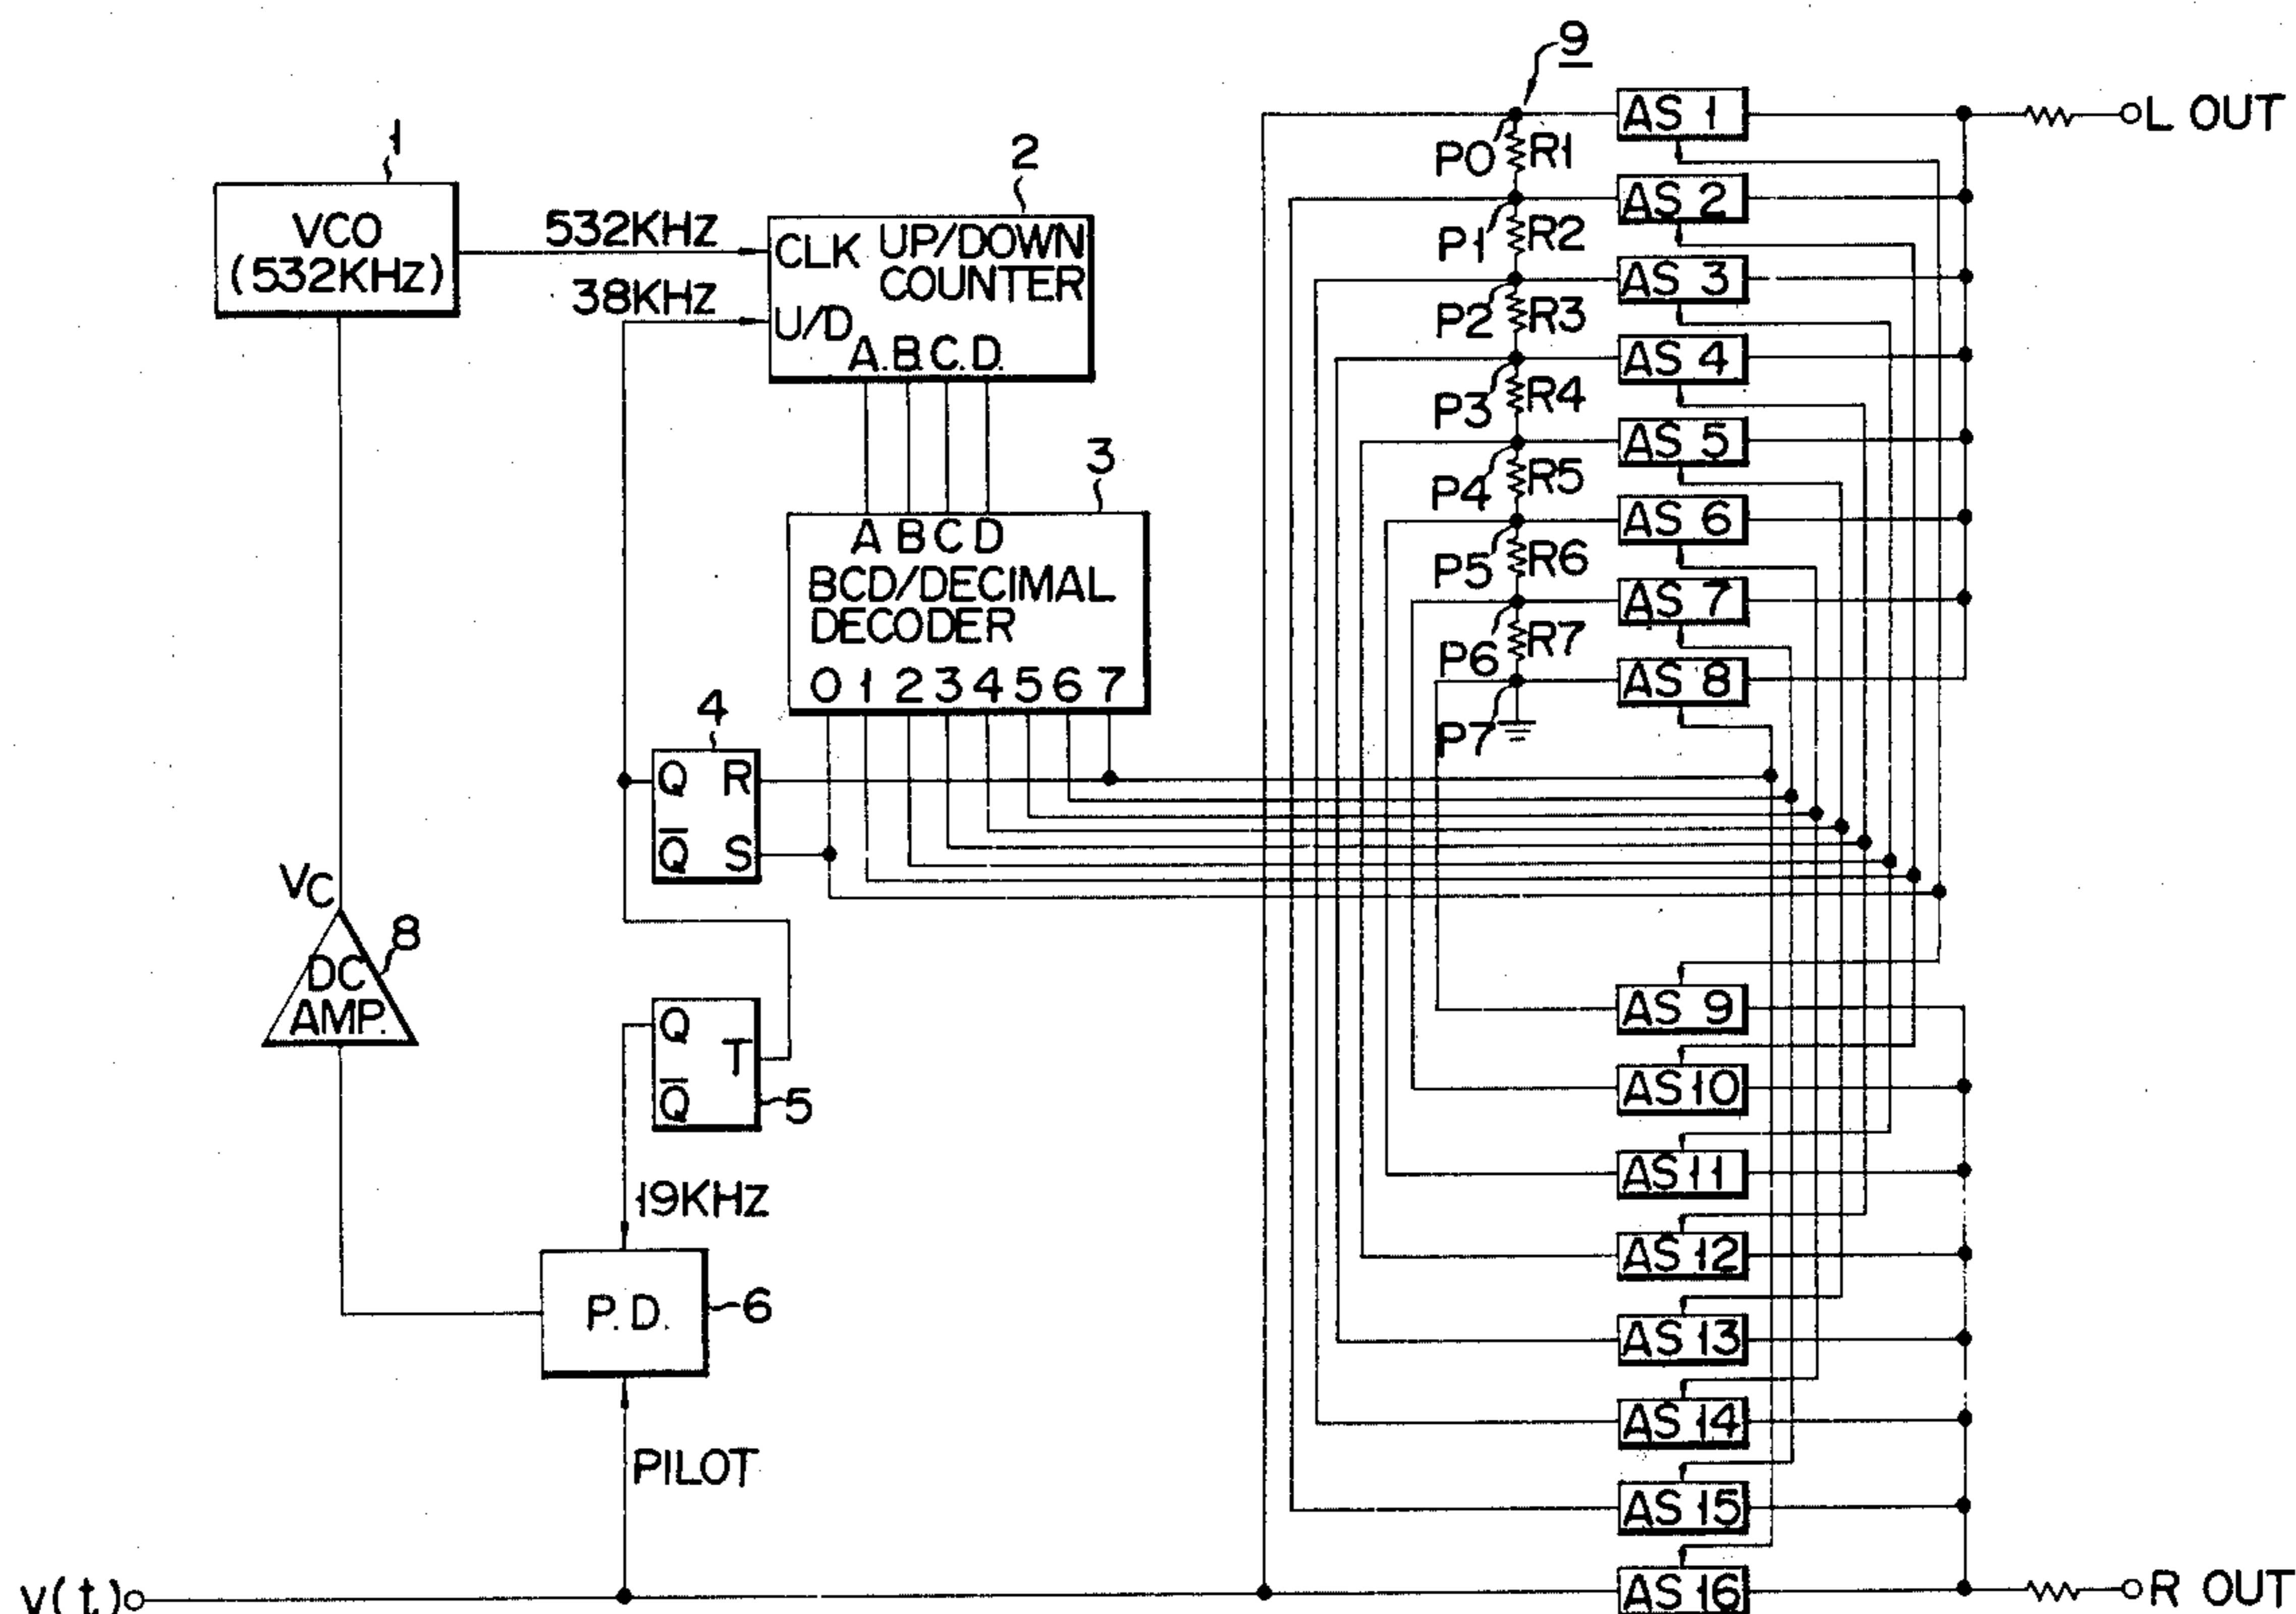 9
P0 R1 AS 1 L OUT
P1 R2 AS 2
P2 R3 AS 3
P3 R4 AS 4
P4 R5 AS 5
P5 R6 AS 6
P6 R7 AS 7
P7 AS 8
1
VCO
(532KHz)
532KHZ
38KHZ
2
CLK UP/DOWN
COUNTER
U/D
A. B. C. D.
3
A B C D
BCD/DECIMAL
DECODER
0 1 2 3 4 5 6 7
4
Q R
Q̅ S
VC
8
DC
AMP.
Q
T
Q̅
5
19KHZ
P. D.
6
PILOT
V(t)
AS 9
AS 10
AS 11
AS 12
AS 13
AS 14
AS 15
AS 16 R OUT